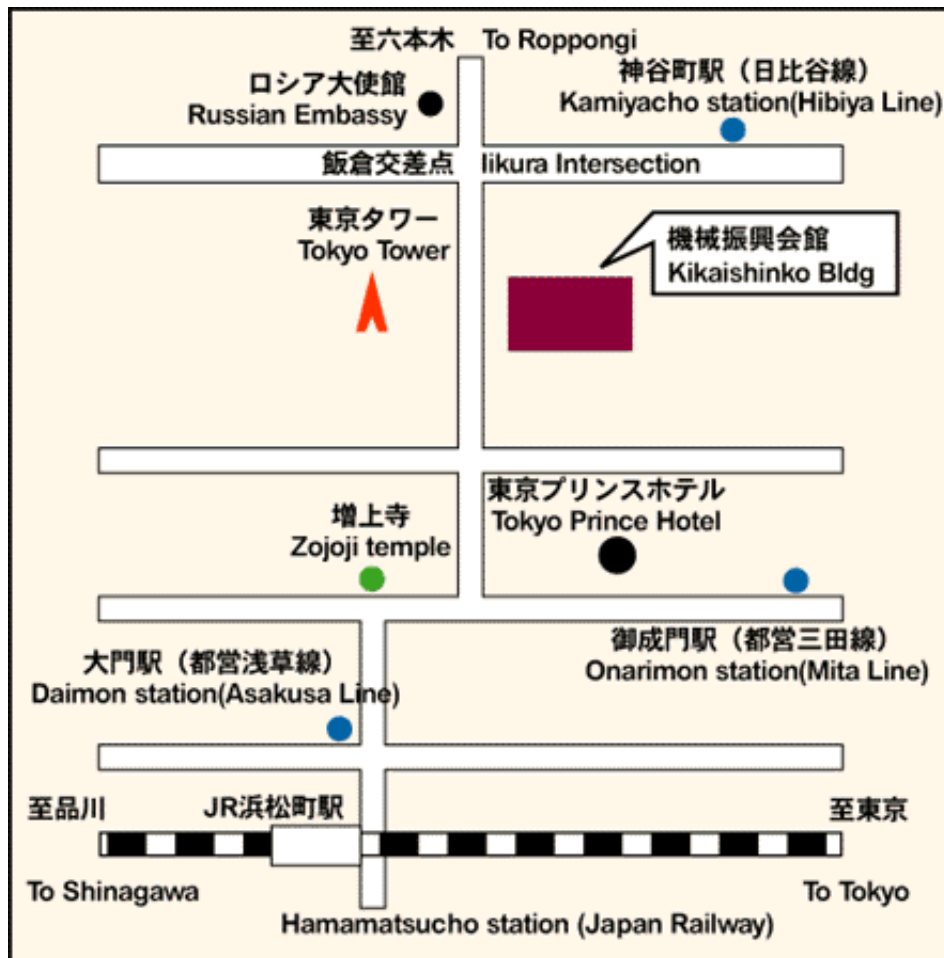 至六本木 To Roppongi
ロシア大使館
Russian Embassy
神谷町駅（日比谷線）
Kamiyacho station(Hibiya Line)
飯倉交差点 Iikura Intersection
東京タワー
Tokyo Tower
機械振興会館
Kikaishinko Bldg
東京プリンスホテル
Tokyo Prince Hotel
増上寺
Zojoji temple
御成門駅（都営三田線）
Onarimon station(Mita Line)
大門駅（都営浅草線）
Daimon station(Asakusa Line)
至品川
JR浜松町駅
至東京
To Shinagawa
To Tokyo
Hamamatsucho station (Japan Railway)